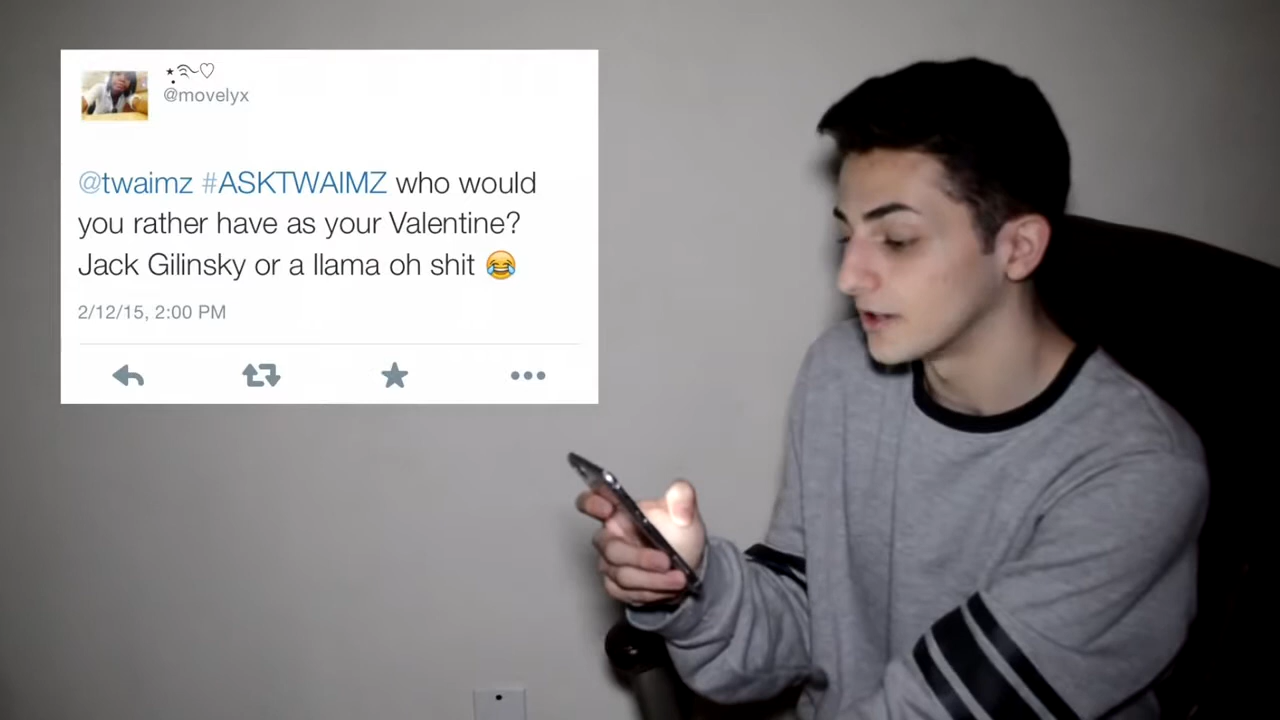 @movelyx
@twaimz #ASKTWAIMZ who would
you rather have as your Valentine?
Jack Gilinsky or a llama oh shit 😂
2/12/15, 2:00 PM